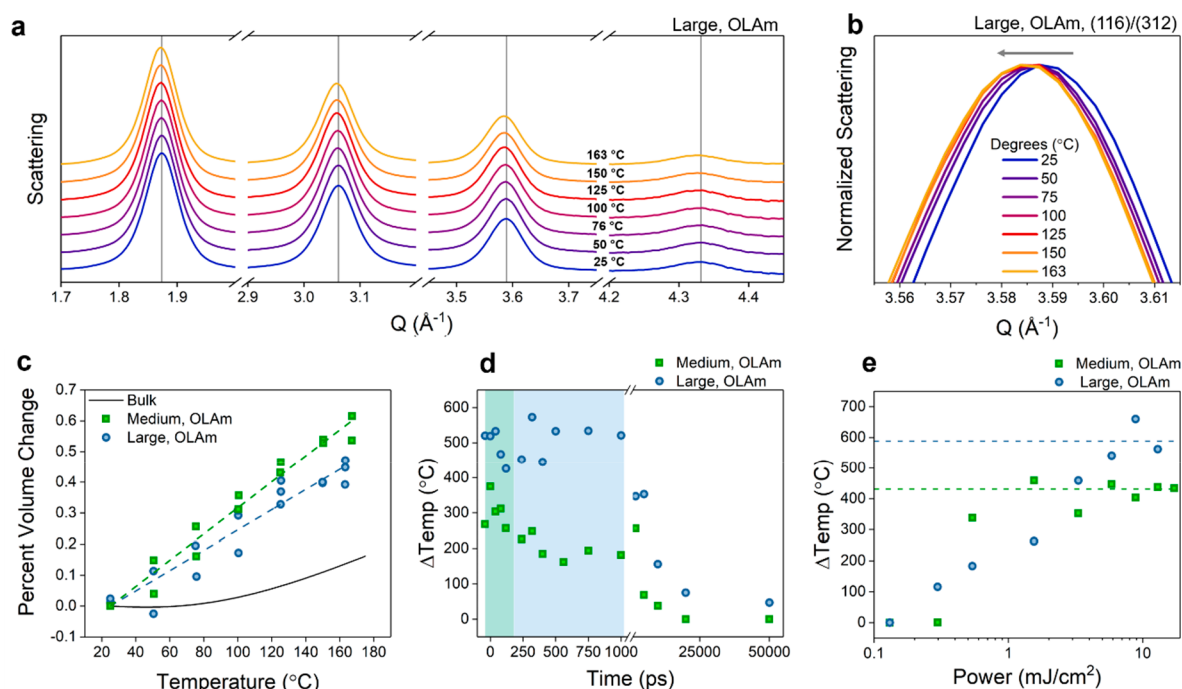 a
Large, OLAm
Scattering
163 °C
150 °C
125 °C
100 °C
76 °C
50 °C
25 °C
1.7 1.8 1.9 2.9 3.0 3.1 3.5 3.6 3.7 4.2 4.3 4.4
Q (Å-1)
b
Large, OLAm, (116)/(312)
Normalized Scattering
Degrees (°C)
25
50
75
100
125
150
163
3.56 3.57 3.58 3.59 3.60 3.61
Q (Å-1)
c
Percent Volume Change
0.7
0.6
0.5
0.4
0.3
0.2
0.1
0.0
-0.1
Bulk
Medium, OLAm
Large, OLAm
20 40 60 80 100 120 140 160 180
Temperature (°C)
d
Medium, OLAm
Large, OLAm
ΔTemp (°C)
600
500
400
300
200
100
0
0 250 500 750 1000 25000 50000
Time (ps)
e
Medium, OLAm
Large, OLAm
ΔTemp (°C)
700
600
500
400
300
200
100
0
0.1 1 10
Power (mJ/cm2)